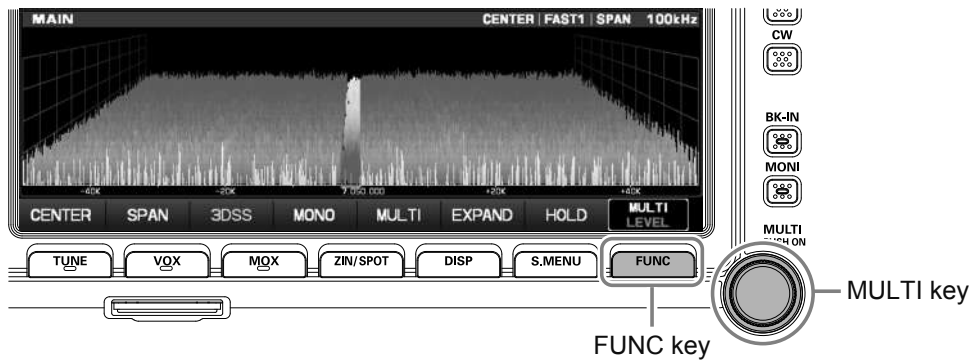 MAIN CENTER FAST1 SPAN 100kHz
CW
BK-IN
MONI
-40K -20K 7 050 000 +20K +40K
CENTER SPAN 3DSS MONO MULTI EXPAND HOLD MULTI LEVEL
MULTI
PUSH ON
TUNE VOX MOX ZIN/SPOT DISP S.MENU FUNC
MULTI key
FUNC key